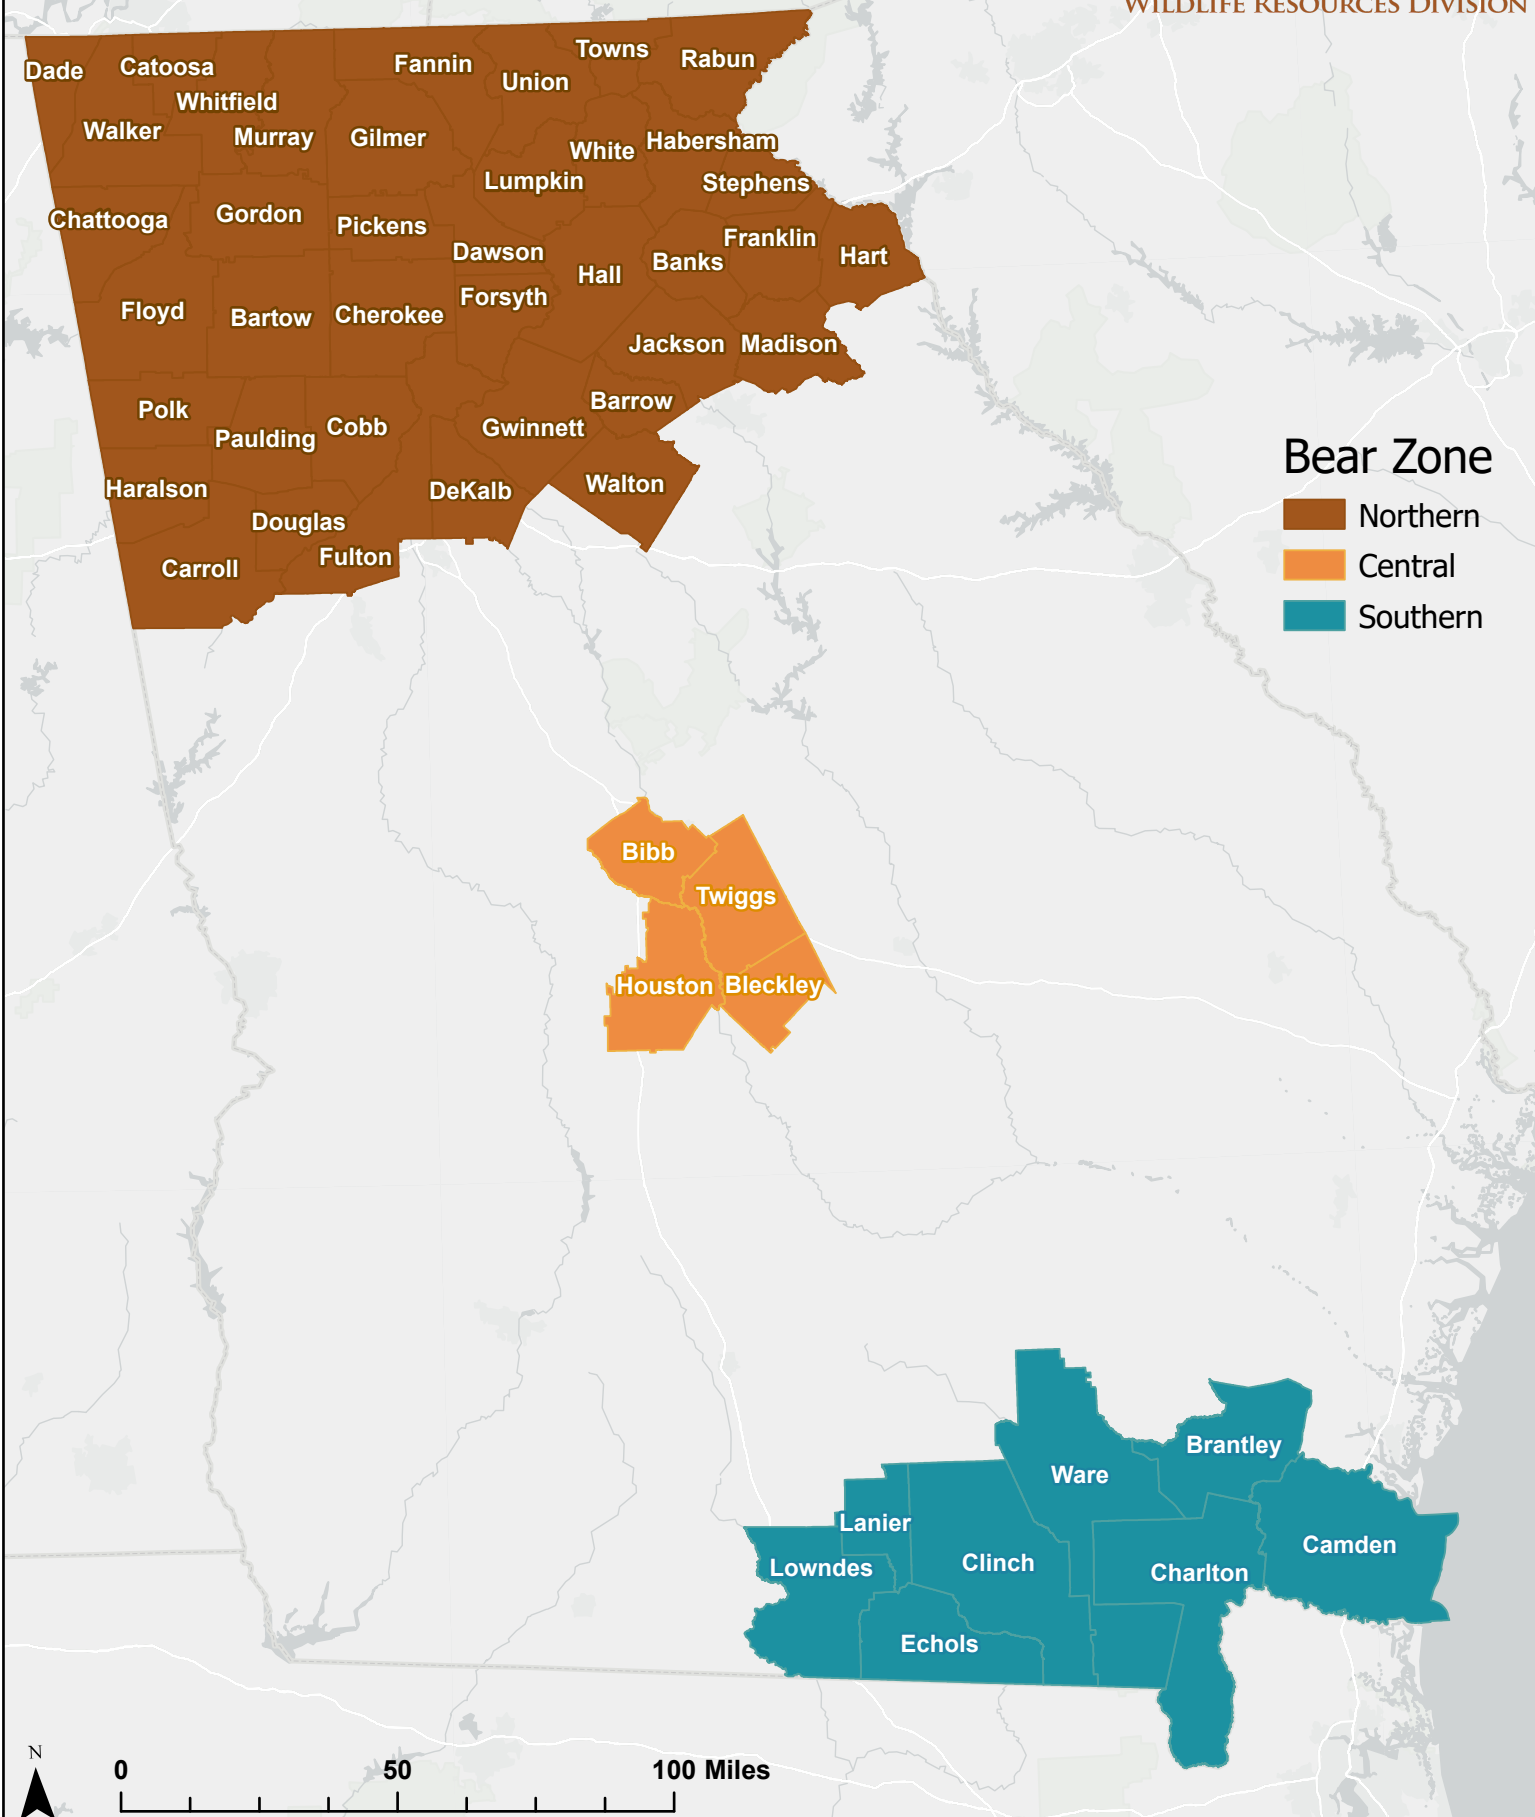 WILDLIFE RESOURCES DIVISION
Dade
Catoosa
Fannin
Towns
Rabun
Union
Whitfield
Walker
Murray
Gilmer
White
Habersham
Lumpkin
Stephens
Chattooga
Gordon
Pickens
Dawson
Franklin
Hall
Banks
Hart
Floyd
Bartow
Cherokee
Forsyth
Jackson
Madison
Polk
Paulding
Cobb
Gwinnett
Barrow
Haralson
DeKalb
Walton
Douglas
Carroll
Fulton
Bear Zone
Northern
Central
Southern
Bibb
Twiggs
Houston
Bleckley
Brantley
Ware
Lanier
Lowndes
Clinch
Charlton
Camden
Echols
N
0 50 100 Miles